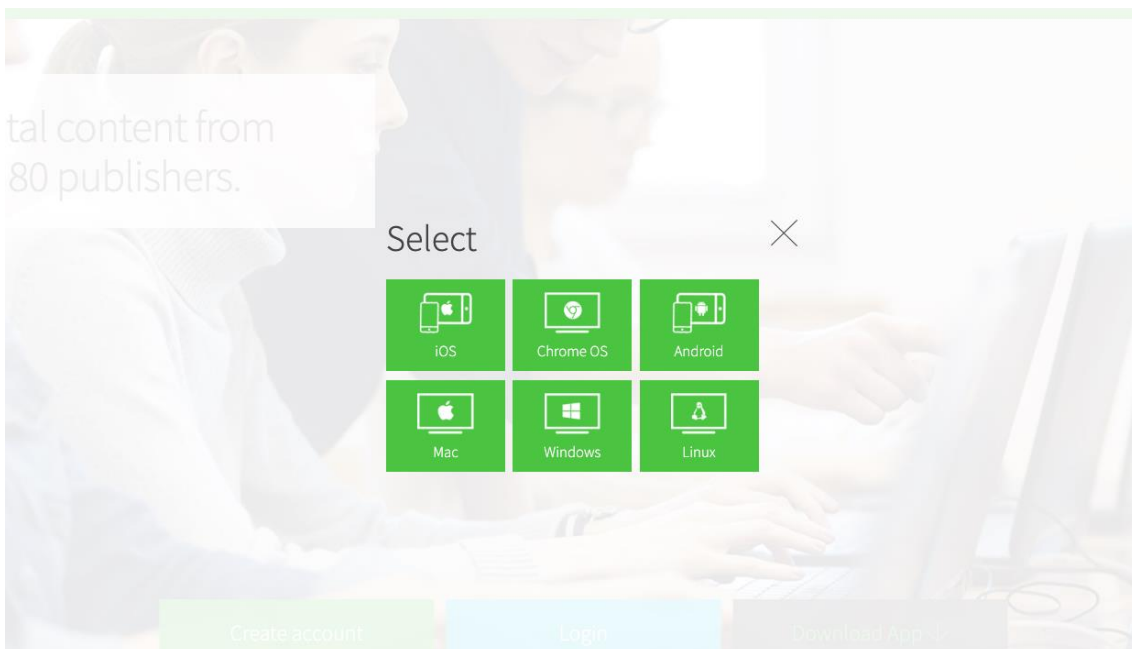 tal content from
80 publishers.
Select
iOS
Chrome OS
Android
Mac
Windows
Linux
Create account
Login
Download App